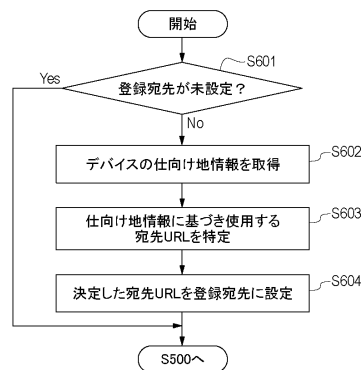 開始
S601
登録宛先が未設定?
Yes
No
S602
デバイスの仕向け地情報を取得
S603
仕向け地情報に基づき使用する
宛先URLを特定
S604
決定した宛先URLを登録宛先に設定
S500へ